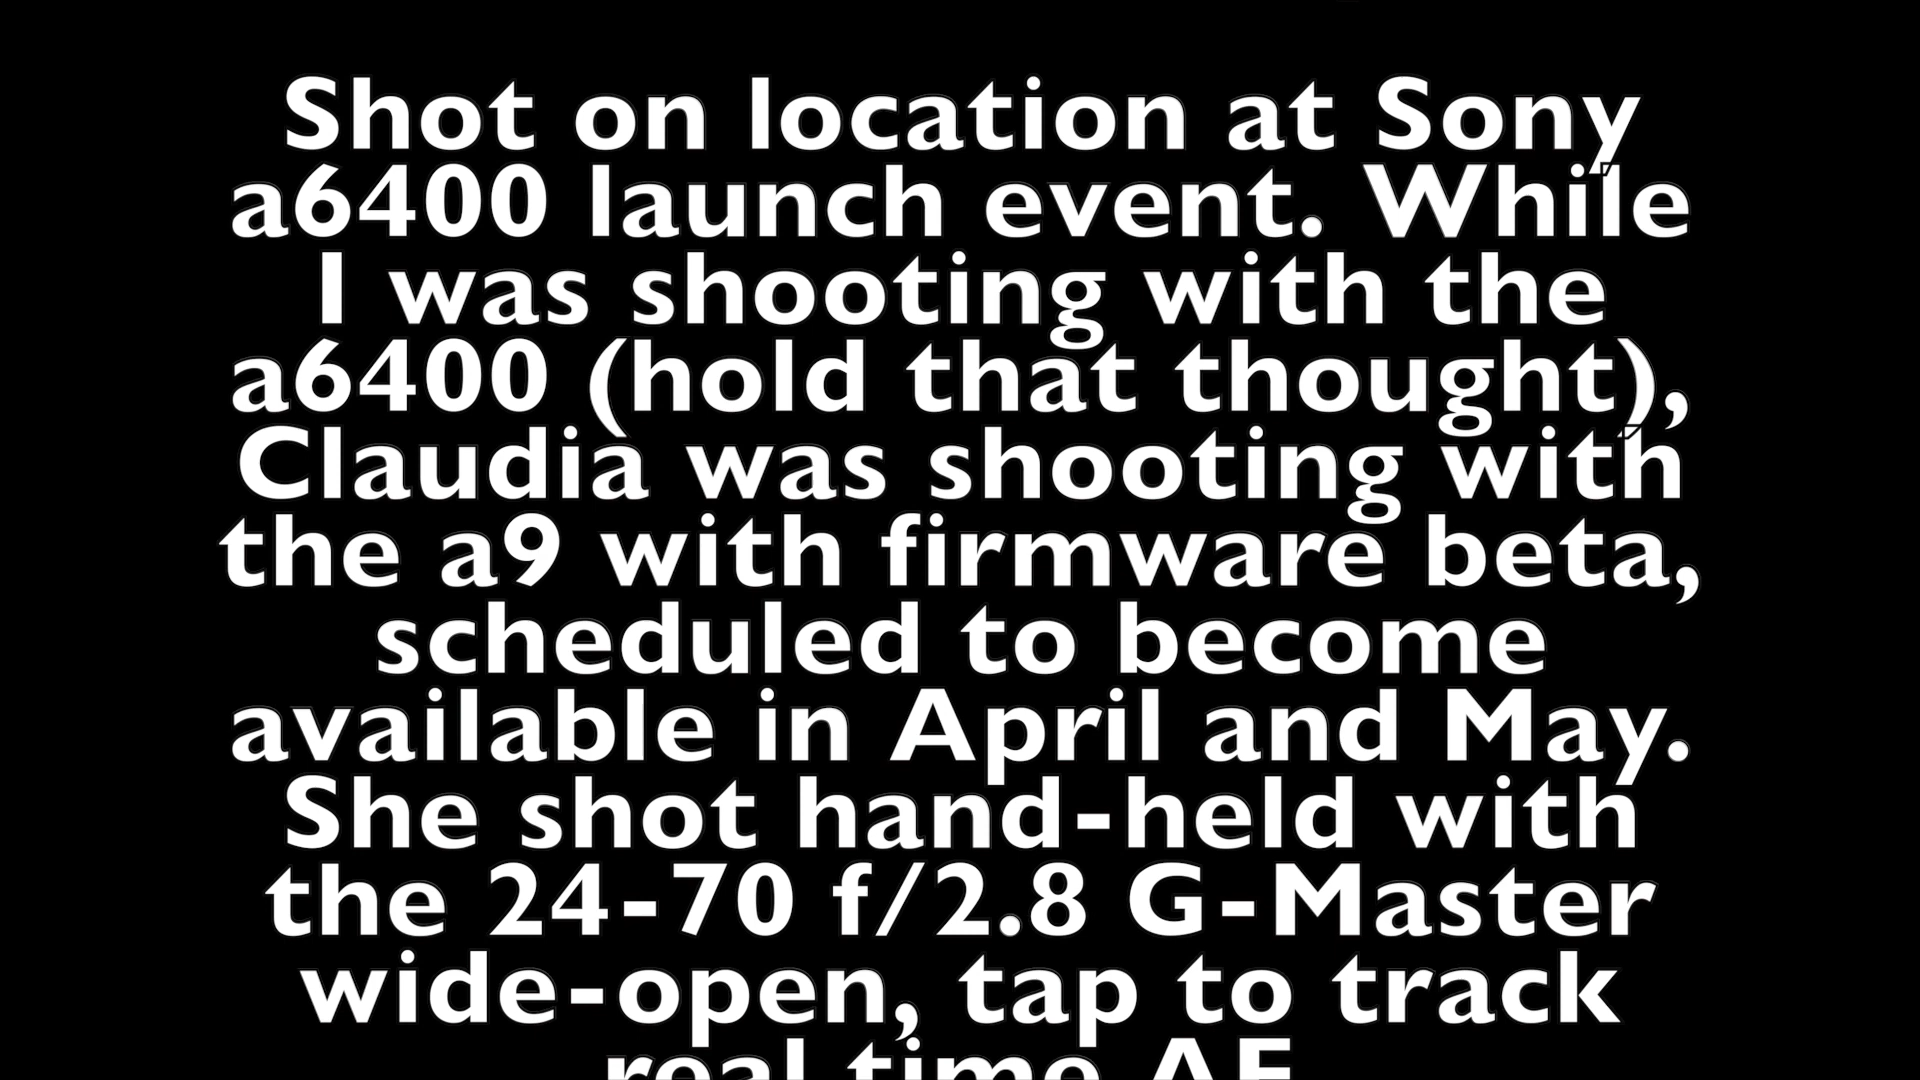 Shot on location at Sony
a6400 launch event. While
I was shooting with the
a6400 (hold that thought),
Claudia was shooting with
the a9 with firmware beta,
scheduled to become
available in April and May.
She shot hand-held with
the 24-70 f/2.8 G-Master
wide-open, tap to track
real time AF